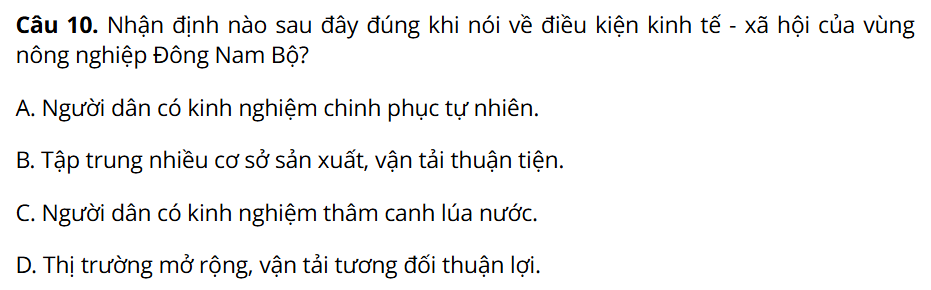 Câu 10. Nhận định nào sau đây đúng khi nói về điều kiện kinh tế - xã hội của vùng
nông nghiệp Đông Nam Bộ?
A. Người dân có kinh nghiệm chinh phục tự nhiên.
B. Tập trung nhiều cơ sở sản xuất, vận tải thuận tiện.
C. Người dân có kinh nghiệm thâm canh lúa nước.
D. Thị trường mở rộng, vận tải tương đối thuận lợi.